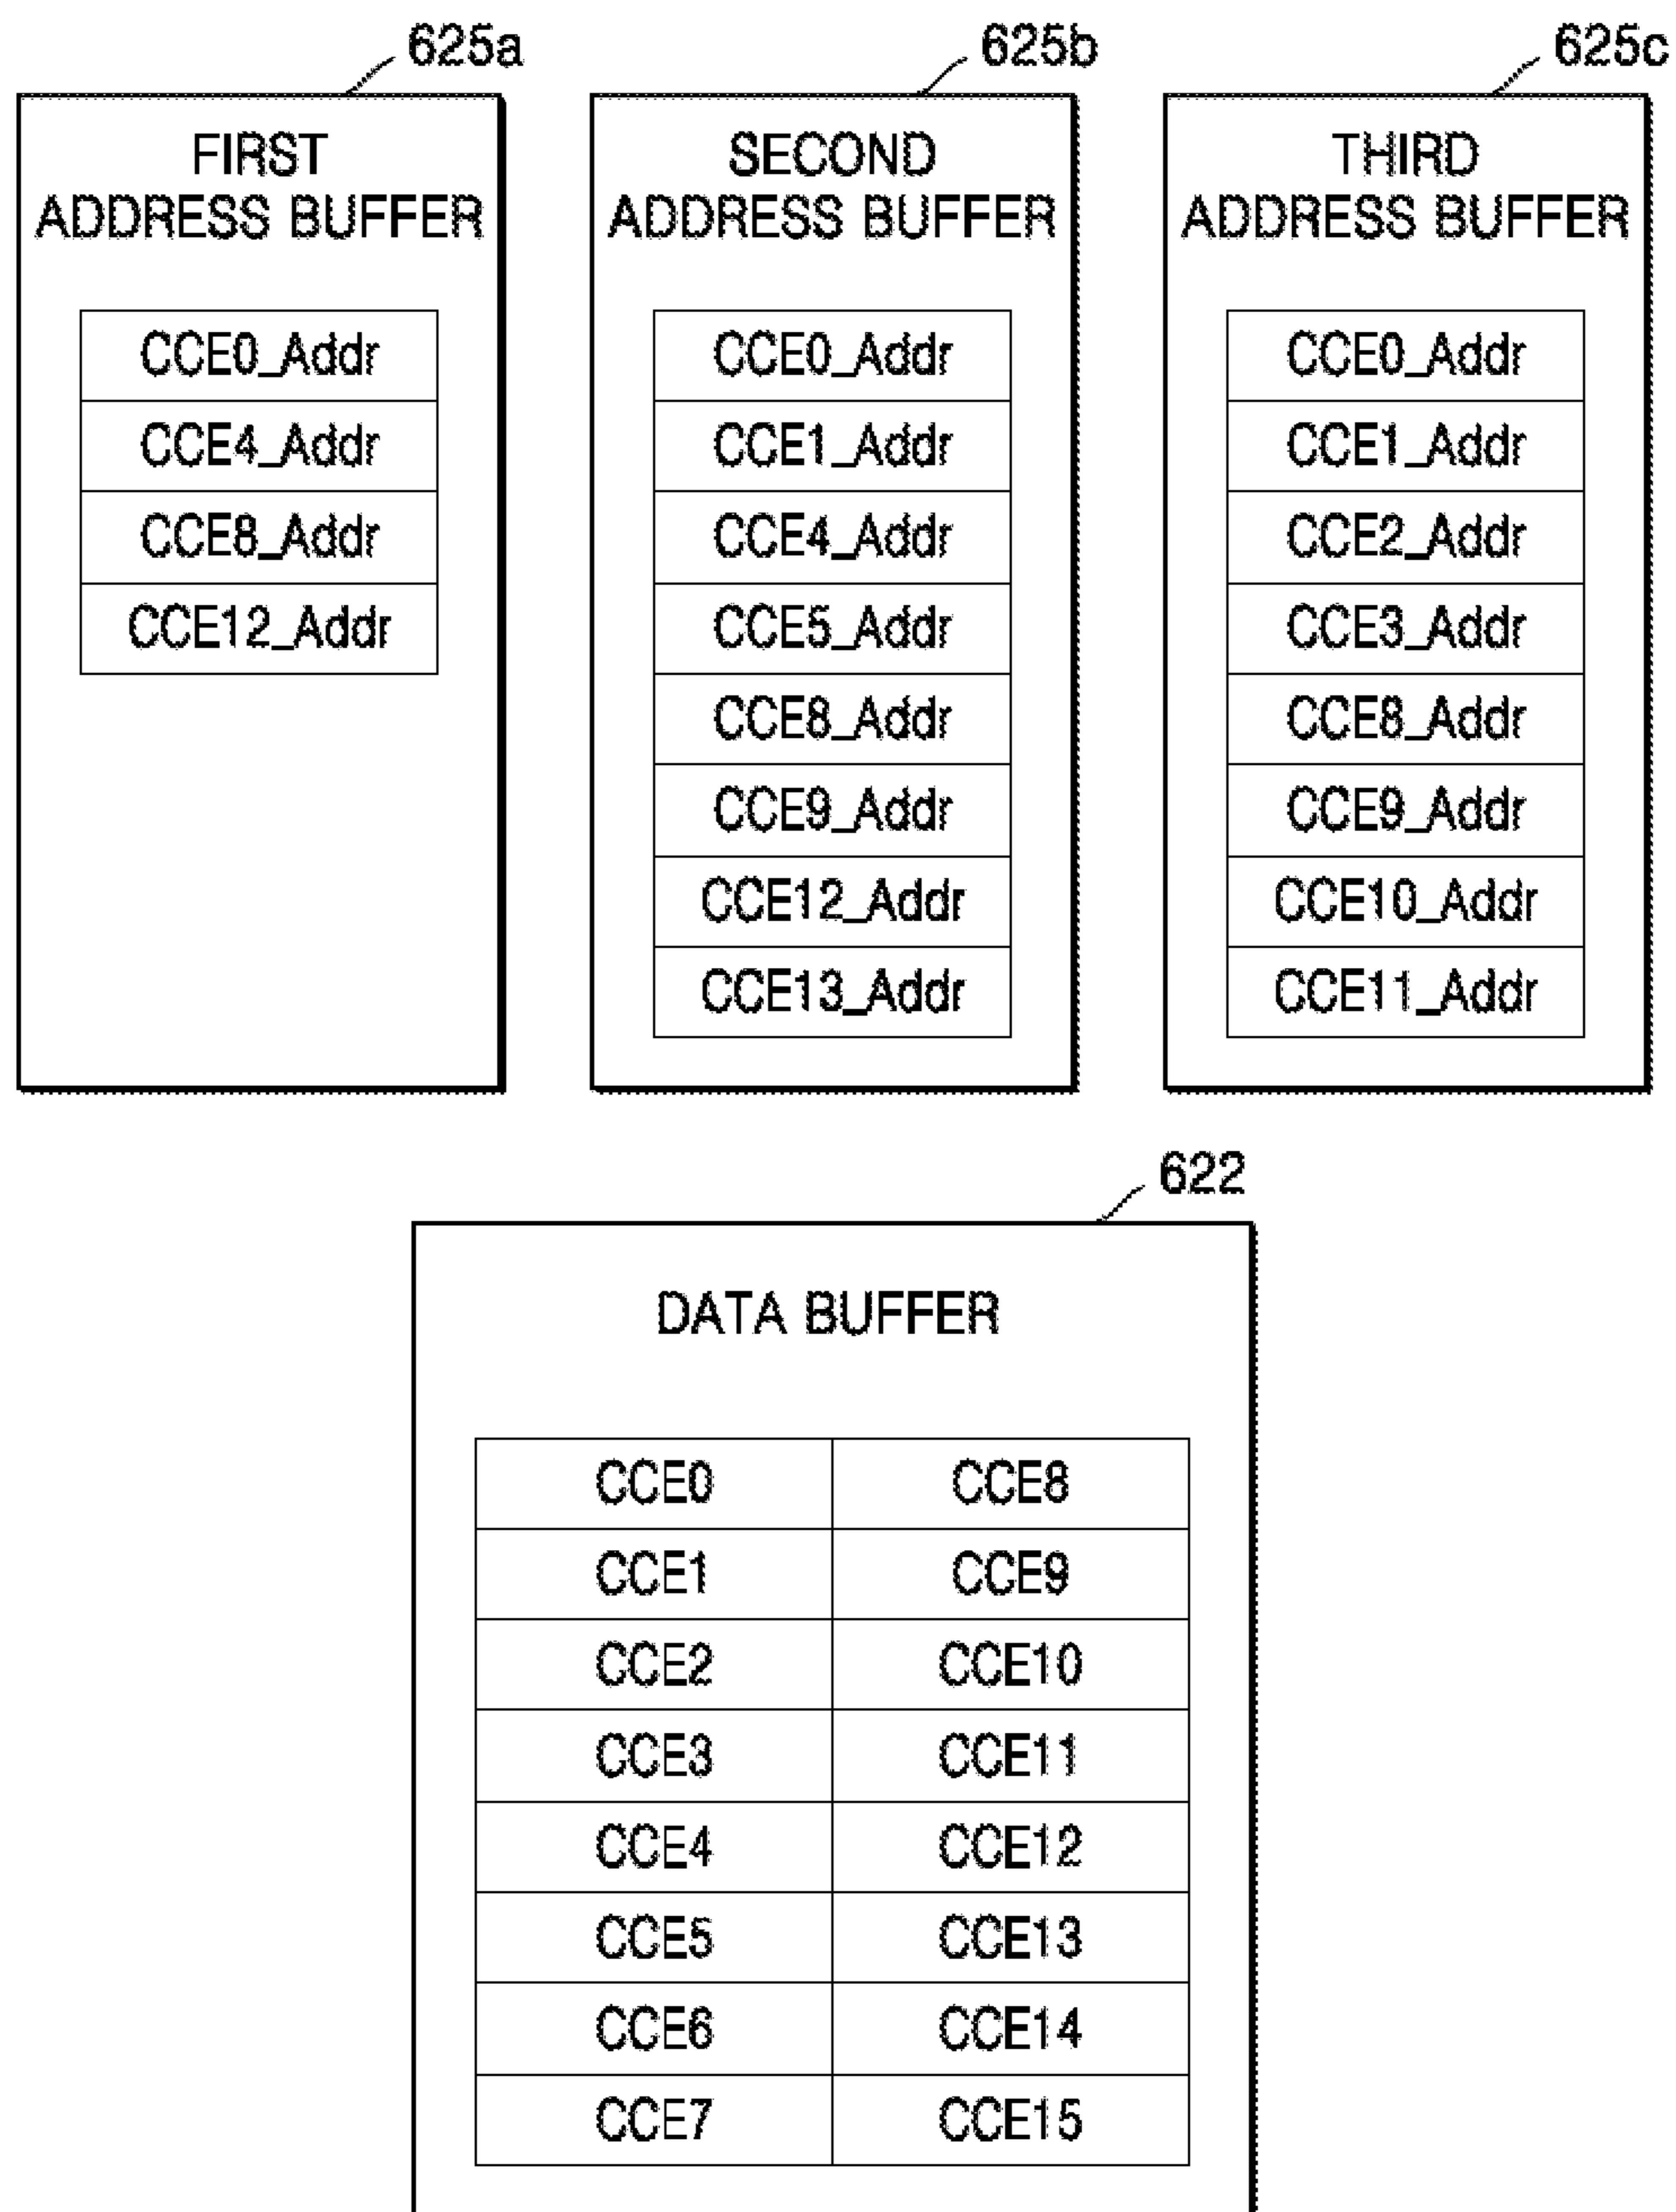 625a
FIRST
ADDRESS BUFFER
CCE0_Addr
CCE4_Addr
CCE8_Addr
CCE12_Addr
625b
SECOND
ADDRESS BUFFER
CCE0_Addr
CCE1_Addr
CCE4_Addr
CCE5_Addr
CCE8_Addr
CCE9_Addr
CCE12_Addr
CCE13_Addr
625c
THIRD
ADDRESS BUFFER
CCE0_Addr
CCE1_Addr
CCE2_Addr
CCE3_Addr
CCE8_Addr
CCE9_Addr
CCE10_Addr
CCE11_Addr
622
DATA BUFFER
CCE0 CCE8
CCE1 CCE9
CCE2 CCE10
CCE3 CCE11
CCE4 CCE12
CCE5 CCE13
CCE6 CCE14
CCE7 CCE15